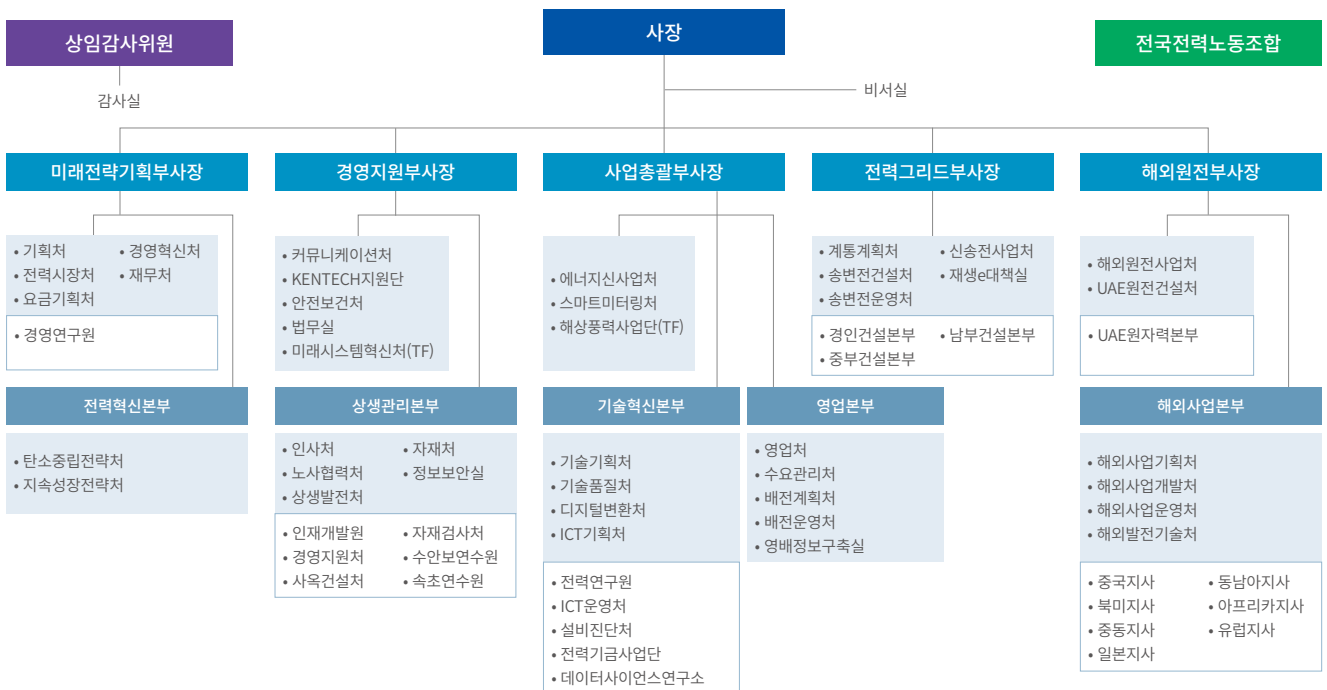 상임감사위원
사장
전국전력노동조합
감사실
비서실
미래전략기획부사장
• 기획처
• 전력시장처
• 요금기획처
• 경영혁신처
• 재무처
• 경영연구원
전력혁신본부
• 탄소중립전략처
• 지속성장전략처
경영지원부사장
• 커뮤니케이션처
• KENTECH지원단
• 안전보건처
• 법무실
• 미래시스템혁신처(TF)
상생관리본부
• 인사처
• 노사협력처
• 상생발전처
• 자재처
• 정보보안실
• 인재개발원
• 경영지원처
• 사옥건설처
• 자재검사처
• 수안보연수원
• 속초연수원
사업총괄부사장
• 에너지신사업처
• 스마트미터링처
• 해상풍력사업단(TF)
기술혁신본부
• 기술기획처
• 기술품질처
• 디지털변환처
• ICT기획처
• 전력연구원
• ICT운영처
• 설비진단처
• 전력기금사업단
• 데이터사이언스연구소
영업본부
• 영업처
• 수요관리처
• 배전계획처
• 배전운영처
• 영배정보구축실
전력그리드부사장
• 계통계획처
• 송변전건설처
• 송변전운영처
• 신송전사업처
• 재생e대책실
• 경인건설본부
• 중부건설본부
• 남부건설본부
해외원전부사장
• 해외원전사업처
• UAE원전건설처
• UAE원자력본부
해외사업본부
• 해외사업기획처
• 해외사업개발처
• 해외사업운영처
• 해외발전기술처
• 중국지사
• 북미지사
• 중동지사
• 일본지사
• 동남아지사
• 아프리카지사
• 유럽지사